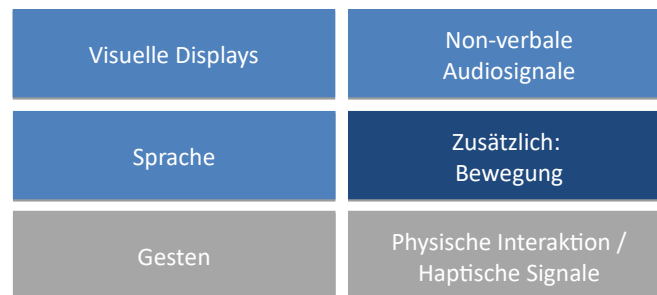 Visuelle Displays
Non-verbale
Audiosignale
Sprache
Zusätzlich:
Bewegung
Gesten
Physische Interaktion /
Haptische Signale